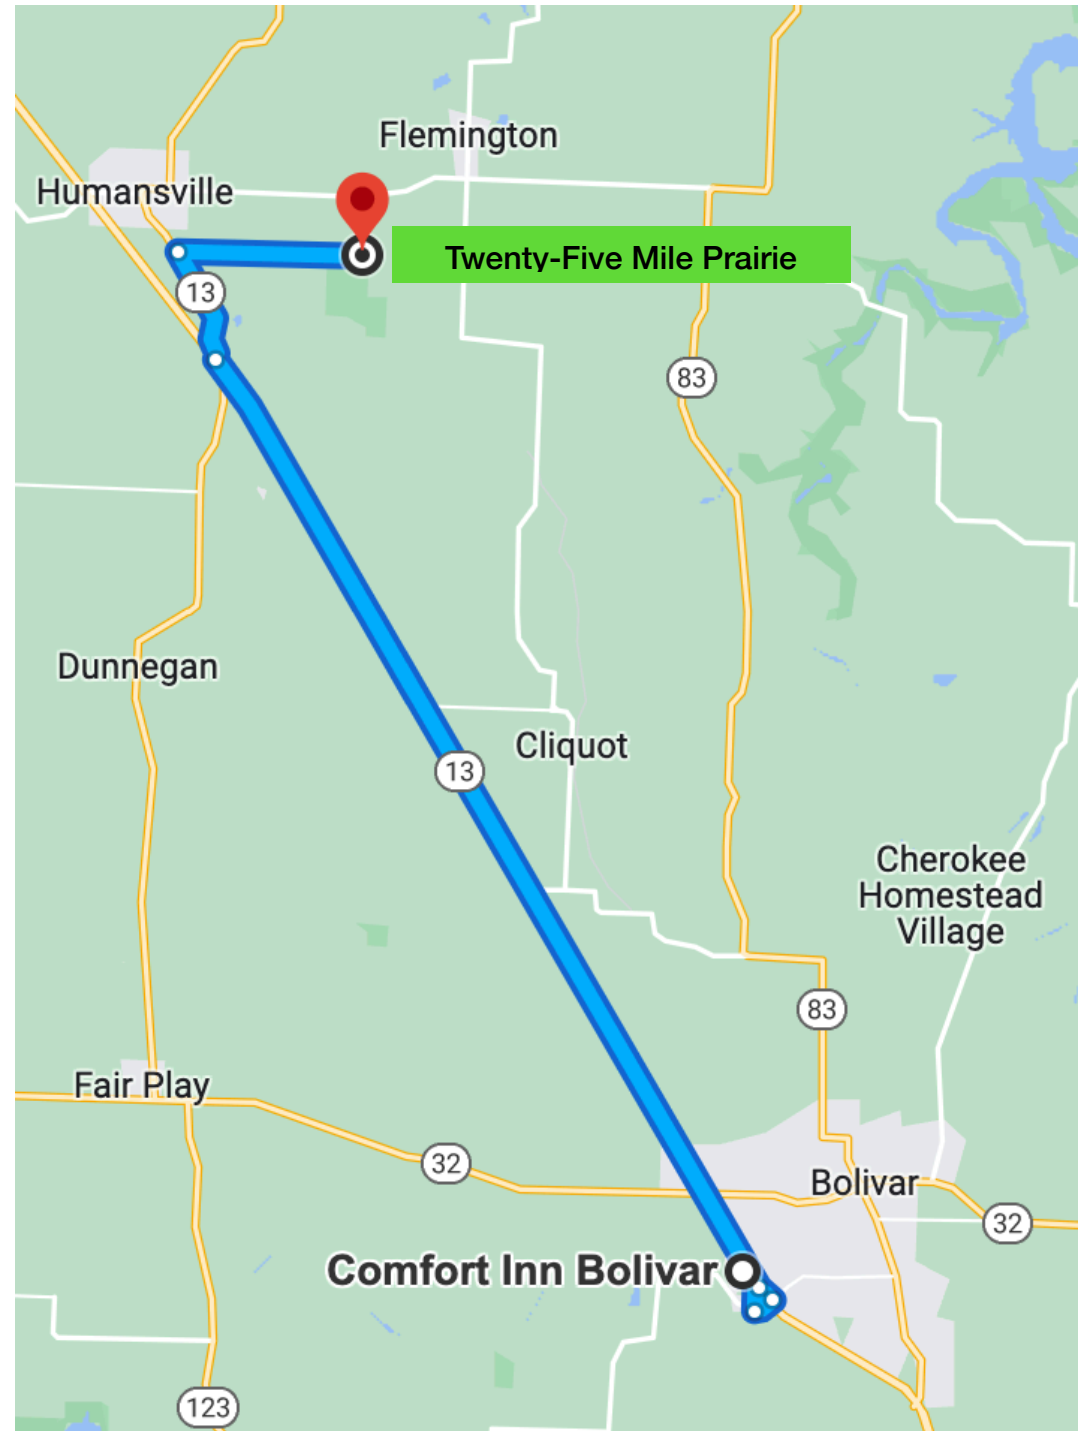 Flemington
Humansville
Twenty-Five Mile Prairie
13
83
Dunnegan
Cliquot
13
Cherokee
Homestead
Village
83
Fair Play
32
Bolivar
32
Comfort Inn Bolivar
123